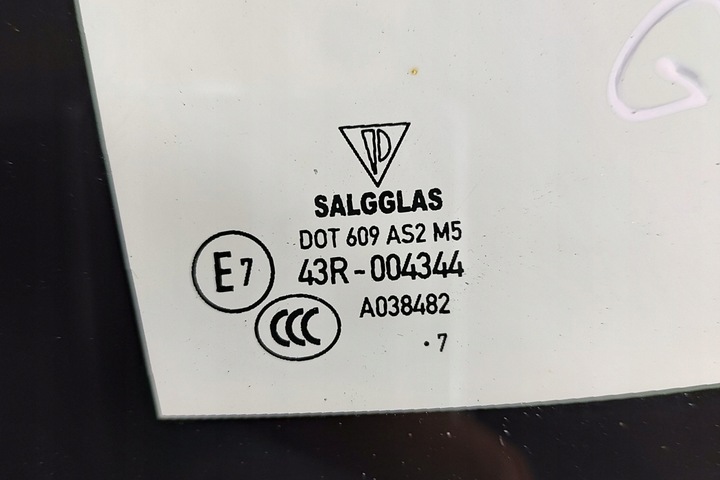 SALGGLAS
DOT 609 AS2 M5
E7
43R-004344
CCC
A038482
·7